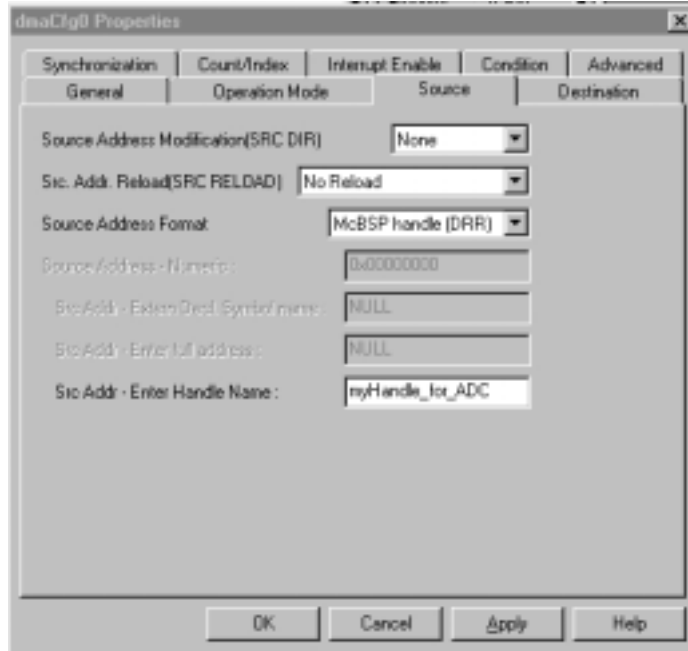 dmaCfg0 Properties
Synchronization Count/Index Interrupt Enable Condition Advanced
General Operation Mode Source Destination
Source Address Modification(SRC DIR) None
Src. Addr. Reload(SRC RELOAD) No Reload
Source Address Format McBSP handle (DRR)
Source Address - Numeric : 0x00000000
Src Addr - Extern Decl. Symbol name : NULL
Src Addr - Enter full address : NULL
Src Addr - Enter Handle Name : myHandle_for_ADC
OK Cancel Apply Help